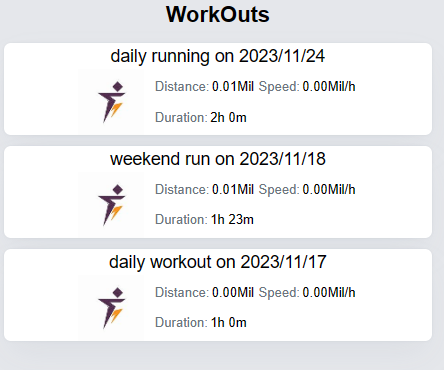 WorkOuts
daily running on 2023/11/24
Distance: 0.01Mil Speed: 0.00Mil/h
Duration: 2h 0m
weekend run on 2023/11/18
Distance: 0.01Mil Speed: 0.00Mil/h
Duration: 1h 23m
daily workout on 2023/11/17
Distance: 0.00Mil Speed: 0.00Mil/h
Duration: 1h 0m